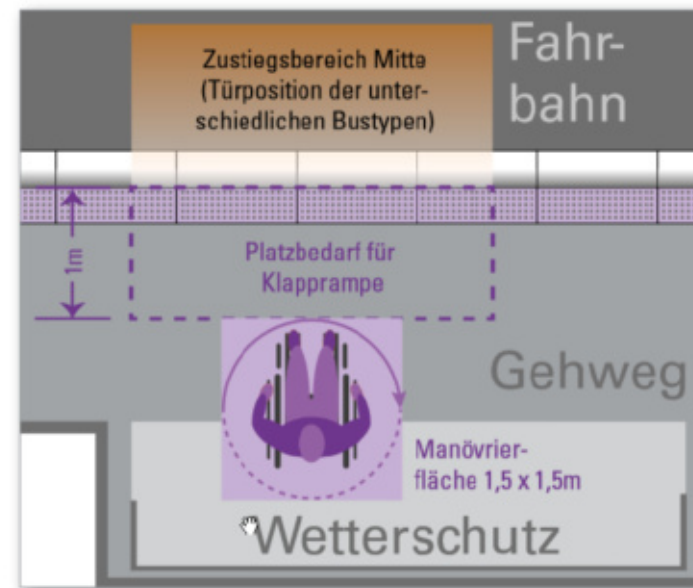 Zustiegsbereich Mitte
(Türposition der unter-
schiedlichen Bustypen)
Fahr-
bahn
1m
Platzbedarf für
Klapprampe
Gehweg
Manövrier-
fläche 1,5 x 1,5m
Wetterschutz